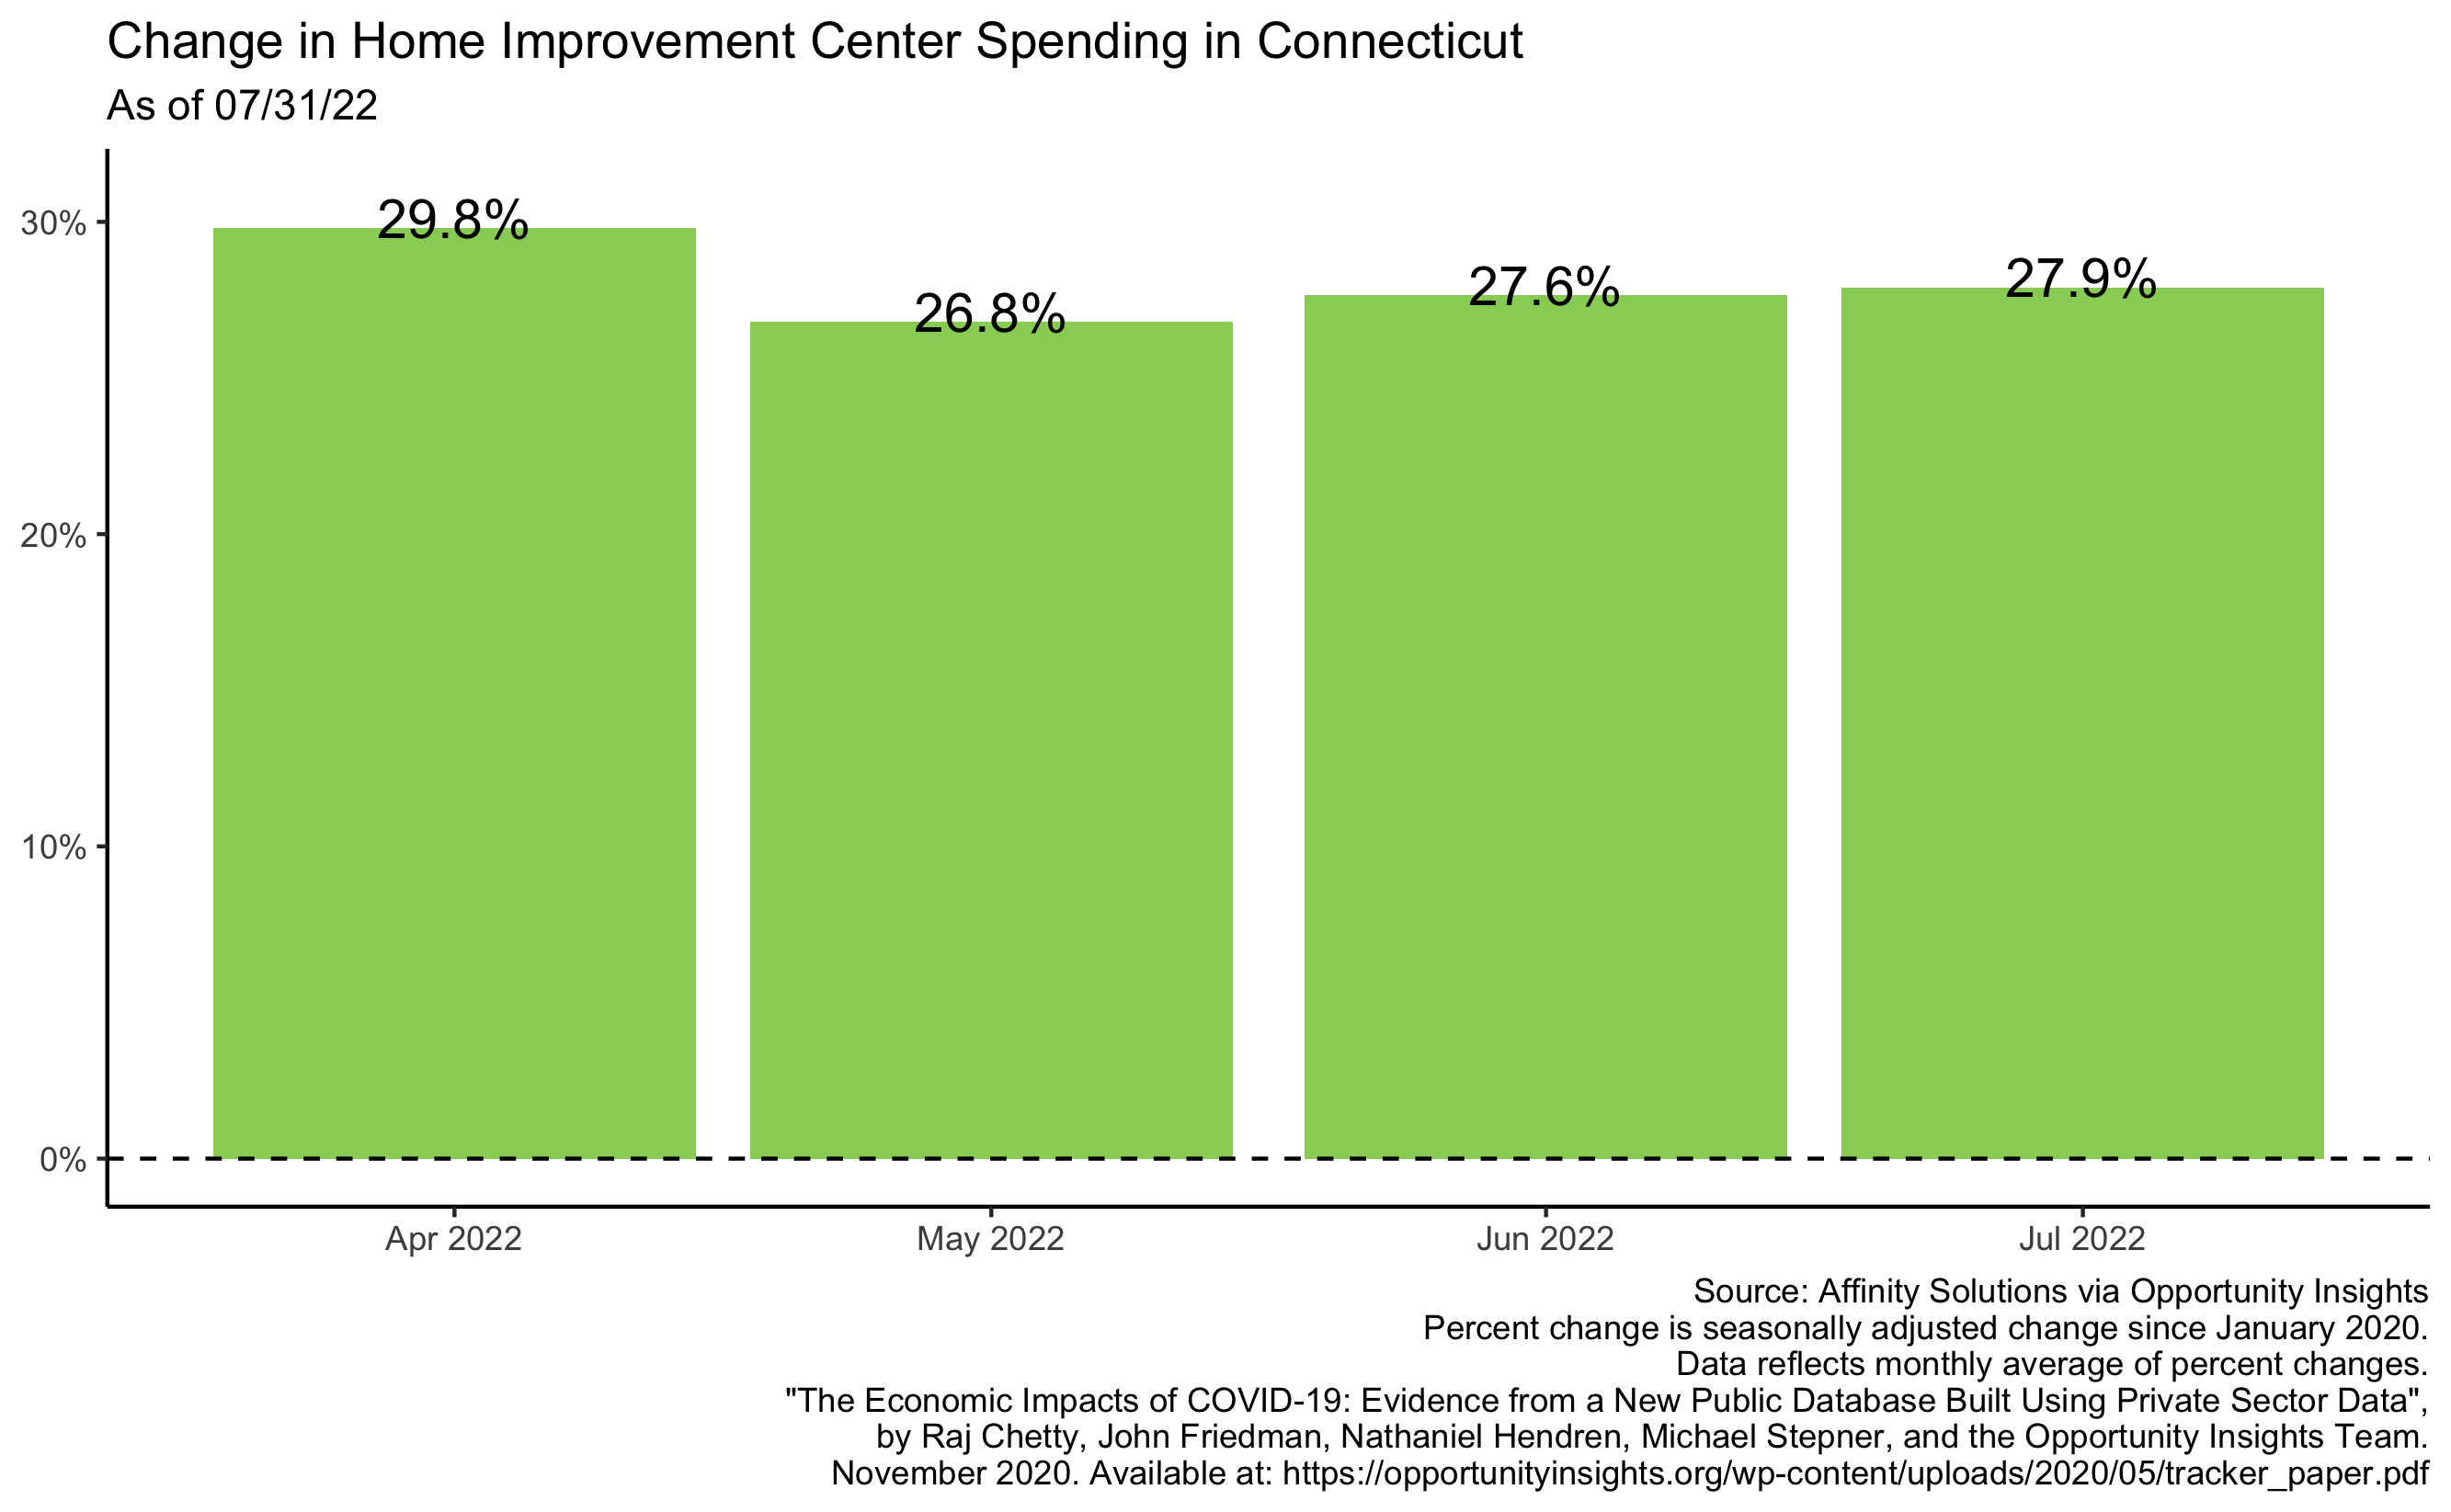 Change in Home Improvement Center Spending in Connecticut
As of 07/31/22
30%
20%
10%
0%
29.8%
26.8%
27.6%
27.9%
Apr 2022
May 2022
Jun 2022
Jul 2022
Source: Affinity Solutions via Opportunity Insights
Percent change is seasonally adjusted change since January 2020.
Data reflects monthly average of percent changes.
"The Economic Impacts of COVID-19: Evidence from a New Public Database Built Using Private Sector Data",
by Raj Chetty, John Friedman, Nathaniel Hendren, Michael Stepner, and the Opportunity Insights Team.
November 2020. Available at: https://opportunityinsights.org/wp-content/uploads/2020/05/tracker_paper.pdf